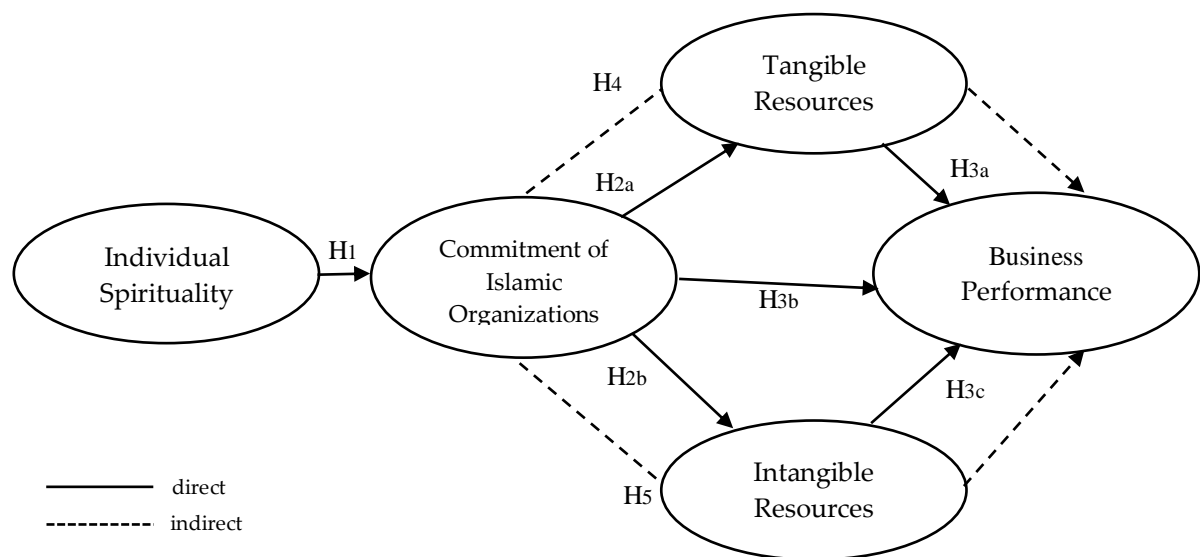 Tangible
Resources
H4
H2a
H3a
Individual
Spirituality
H1
Commitment of
Islamic
Organizations
H3b
Business
Performance
H2b
H3c
Intangible
Resources
H5
direct
indirect